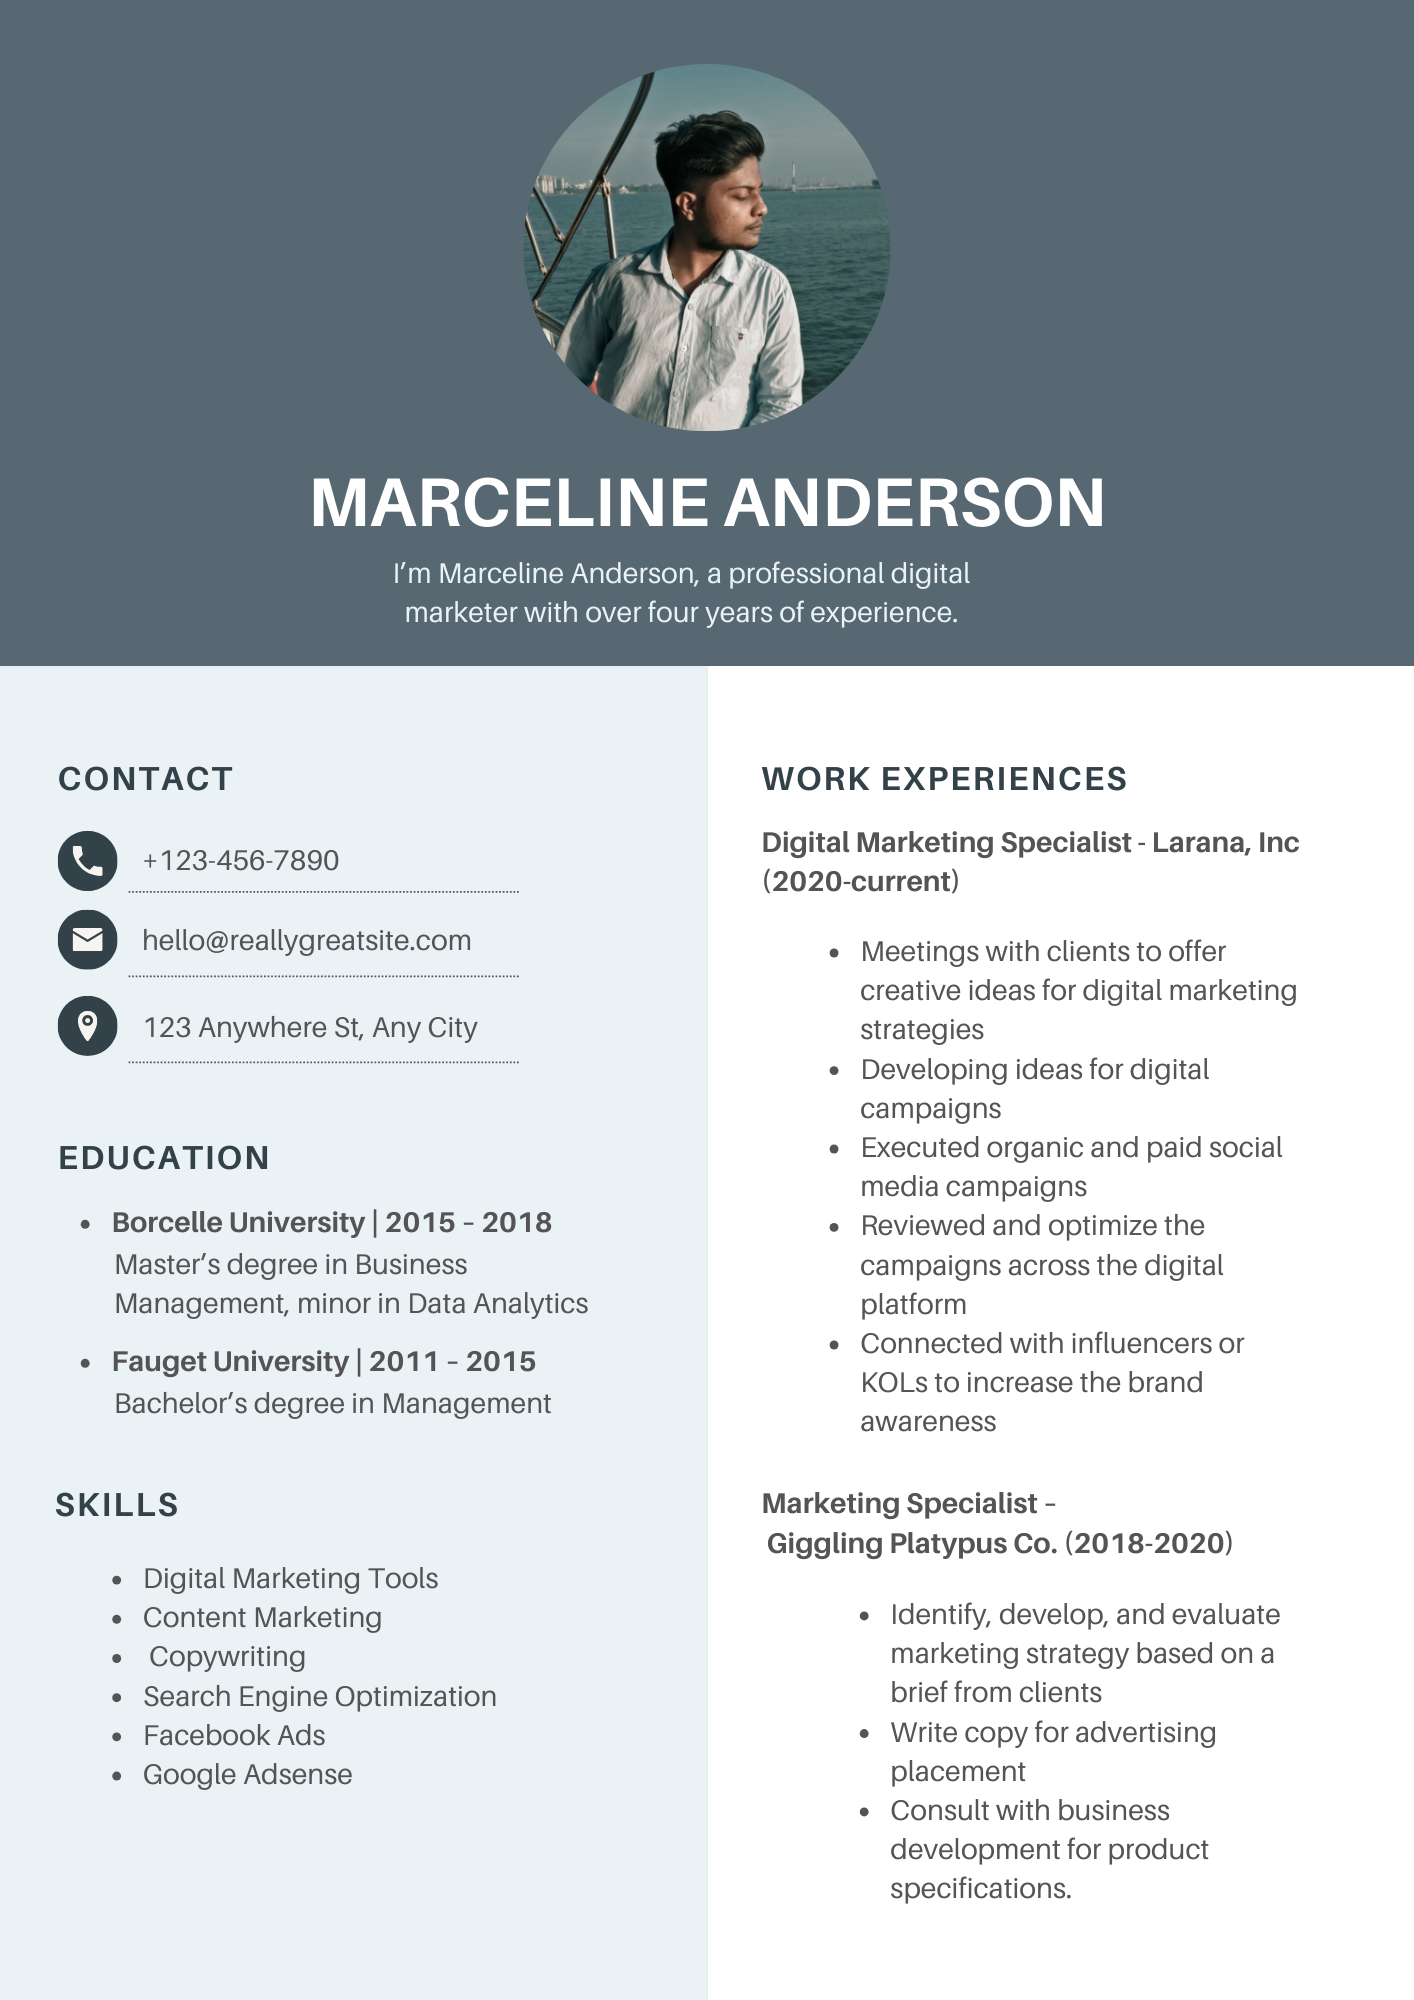 MARCELINE ANDERSON
I’m Marceline Anderson, a professional digital
marketer with over four years of experience.
CONTACT
+123-456-7890
hello@reallygreatsite.com
123 Anywhere St, Any City
EDUCATION
• Borcelle University | 2015 – 2018
Master’s degree in Business
Management, minor in Data Analytics
• Fauget University | 2011 – 2015
Bachelor’s degree in Management
SKILLS
• Digital Marketing Tools
• Content Marketing
• Copywriting
• Search Engine Optimization
• Facebook Ads
• Google Adsense
WORK EXPERIENCES
Digital Marketing Specialist - Larana, Inc
(2020-current)
• Meetings with clients to offer
creative ideas for digital marketing
strategies
• Developing ideas for digital
campaigns
• Executed organic and paid social
media campaigns
• Reviewed and optimize the
campaigns across the digital
platform
• Connected with influencers or
KOLs to increase the brand
awareness
Marketing Specialist –
Giggling Platypus Co. (2018-2020)
• Identify, develop, and evaluate
marketing strategy based on a
brief from clients
• Write copy for advertising
placement
• Consult with business
development for product
specifications.